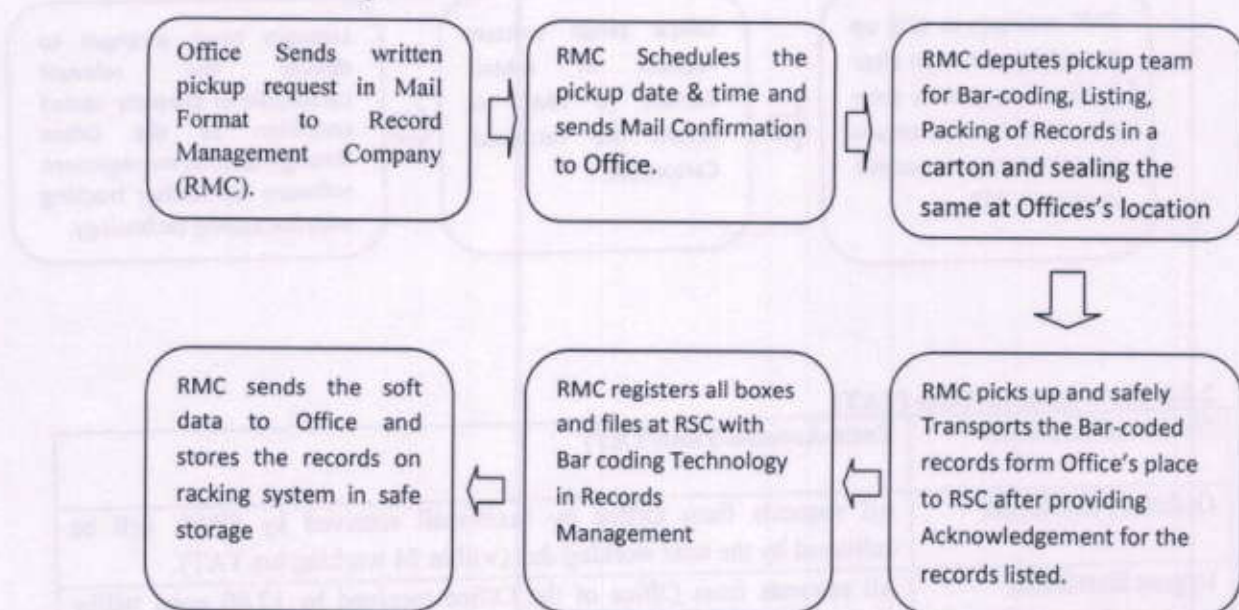 Office Sends written
pickup request in Mail
Format to Record
Management Company
(RMC).
RMC Schedules the
pickup date & time and
sends Mail Confirmation
to Office.
RMC deputes pickup team
for Bar-coding, Listing,
Packing of Records in a
carton and sealing the
same at Offices's location
RMC picks up and safely
Transports the Bar-coded
records form Office's place
to RSC after providing
Acknowledgement for the
records listed.
RMC registers all boxes
and files at RSC with
Bar coding Technology
in Records
Management
RMC sends the soft
data to Office and
stores the records on
racking system in safe
storage